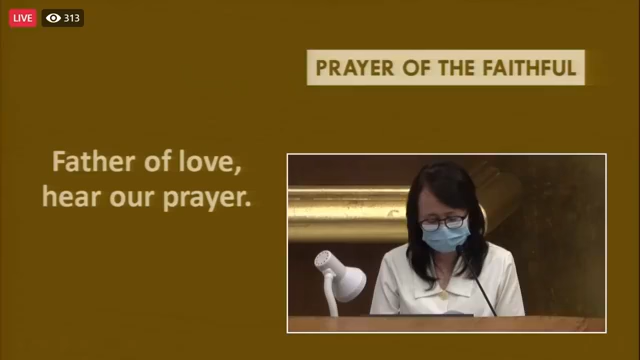 LIVE 313
PRAYER OF THE FAITHFUL
Father of love,
hear our prayer.